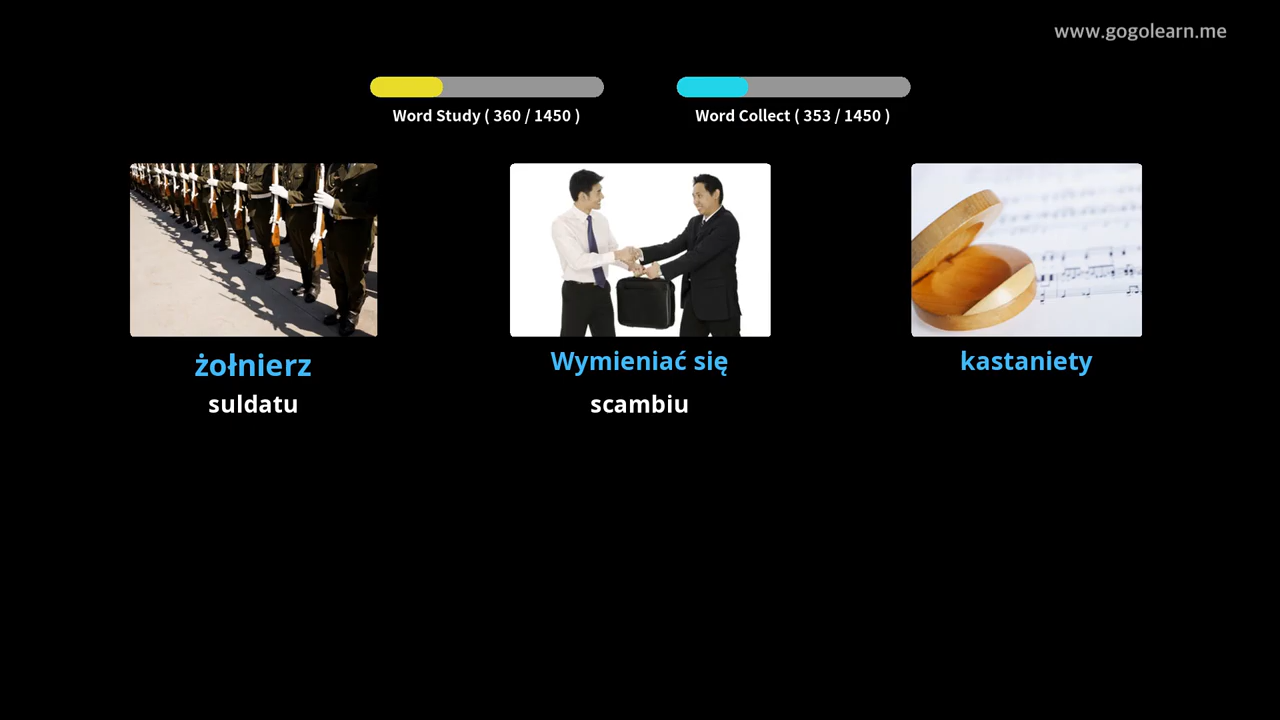 www.gogolearn.me
Word Study ( 360 / 1450 )
Word Collect ( 353 / 1450 )
żołnierz
Wymieniać się
kastaniety
suldatu
scambiu